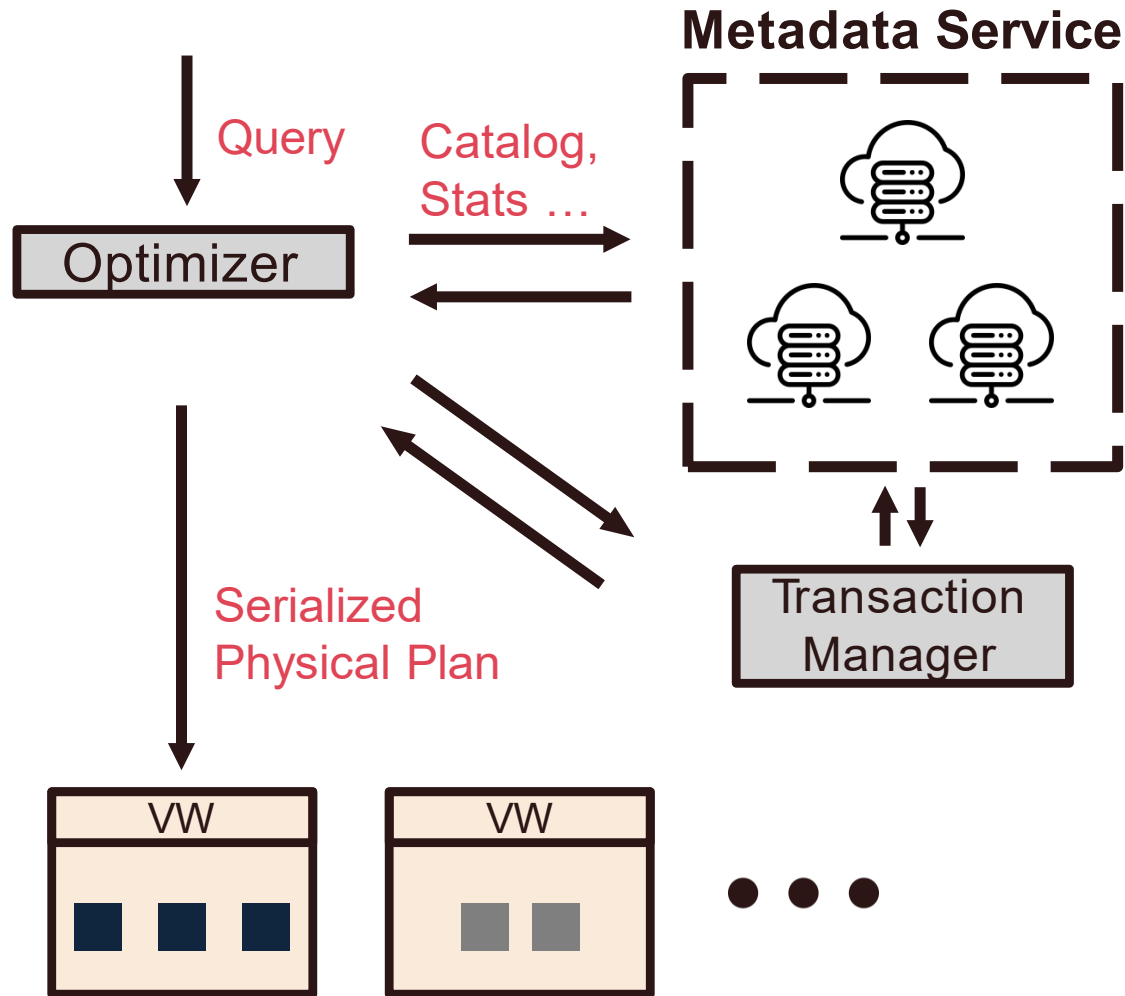 Metadata Service
Query
Catalog,
Stats …
Optimizer
Serialized
Physical Plan
Transaction
Manager
VW
VW